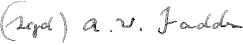 (sgd) A. W. Fadden